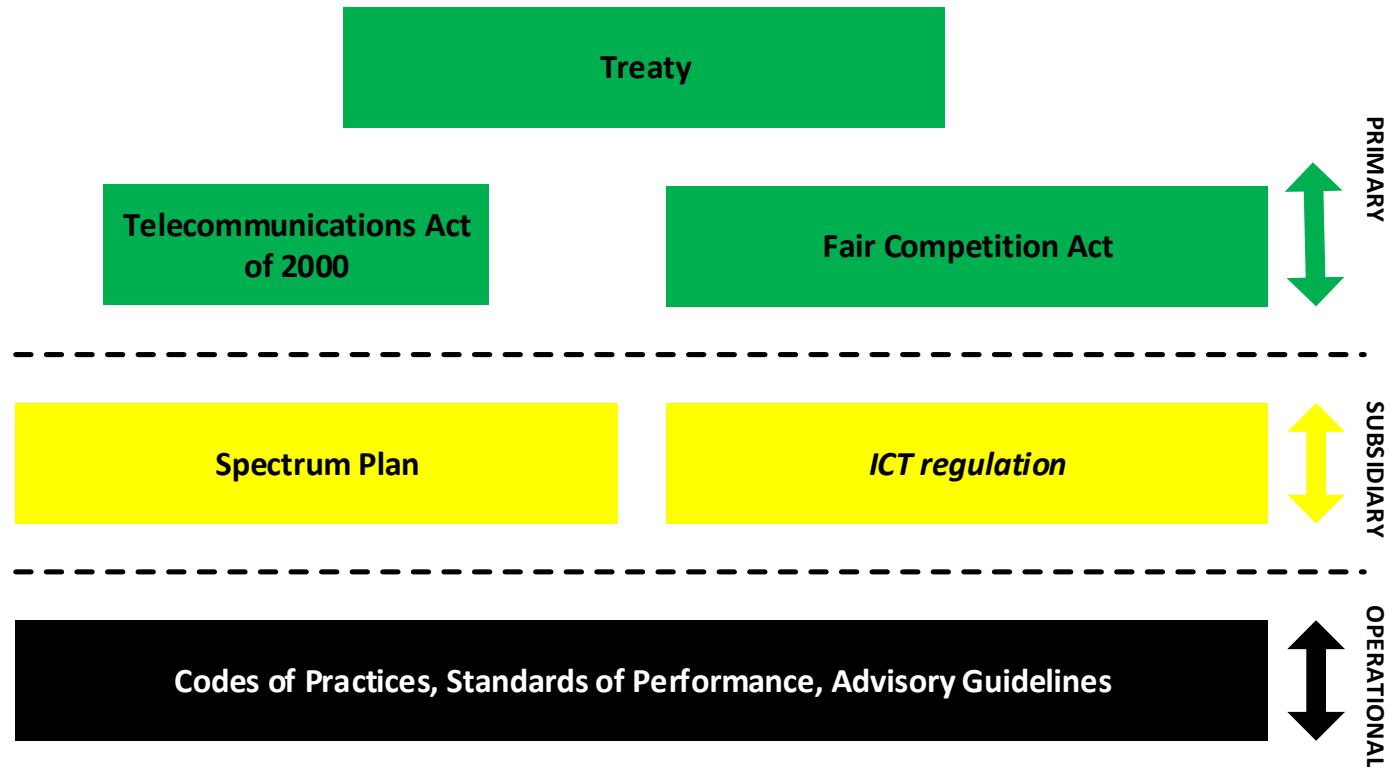 Treaty
PRIMARY
Telecommunications Act
of 2000
Fair Competition Act
Spectrum Plan
ICT regulation
SUBSIDIARY
Codes of Practices, Standards of Performance, Advisory Guidelines
OPERATIONAL